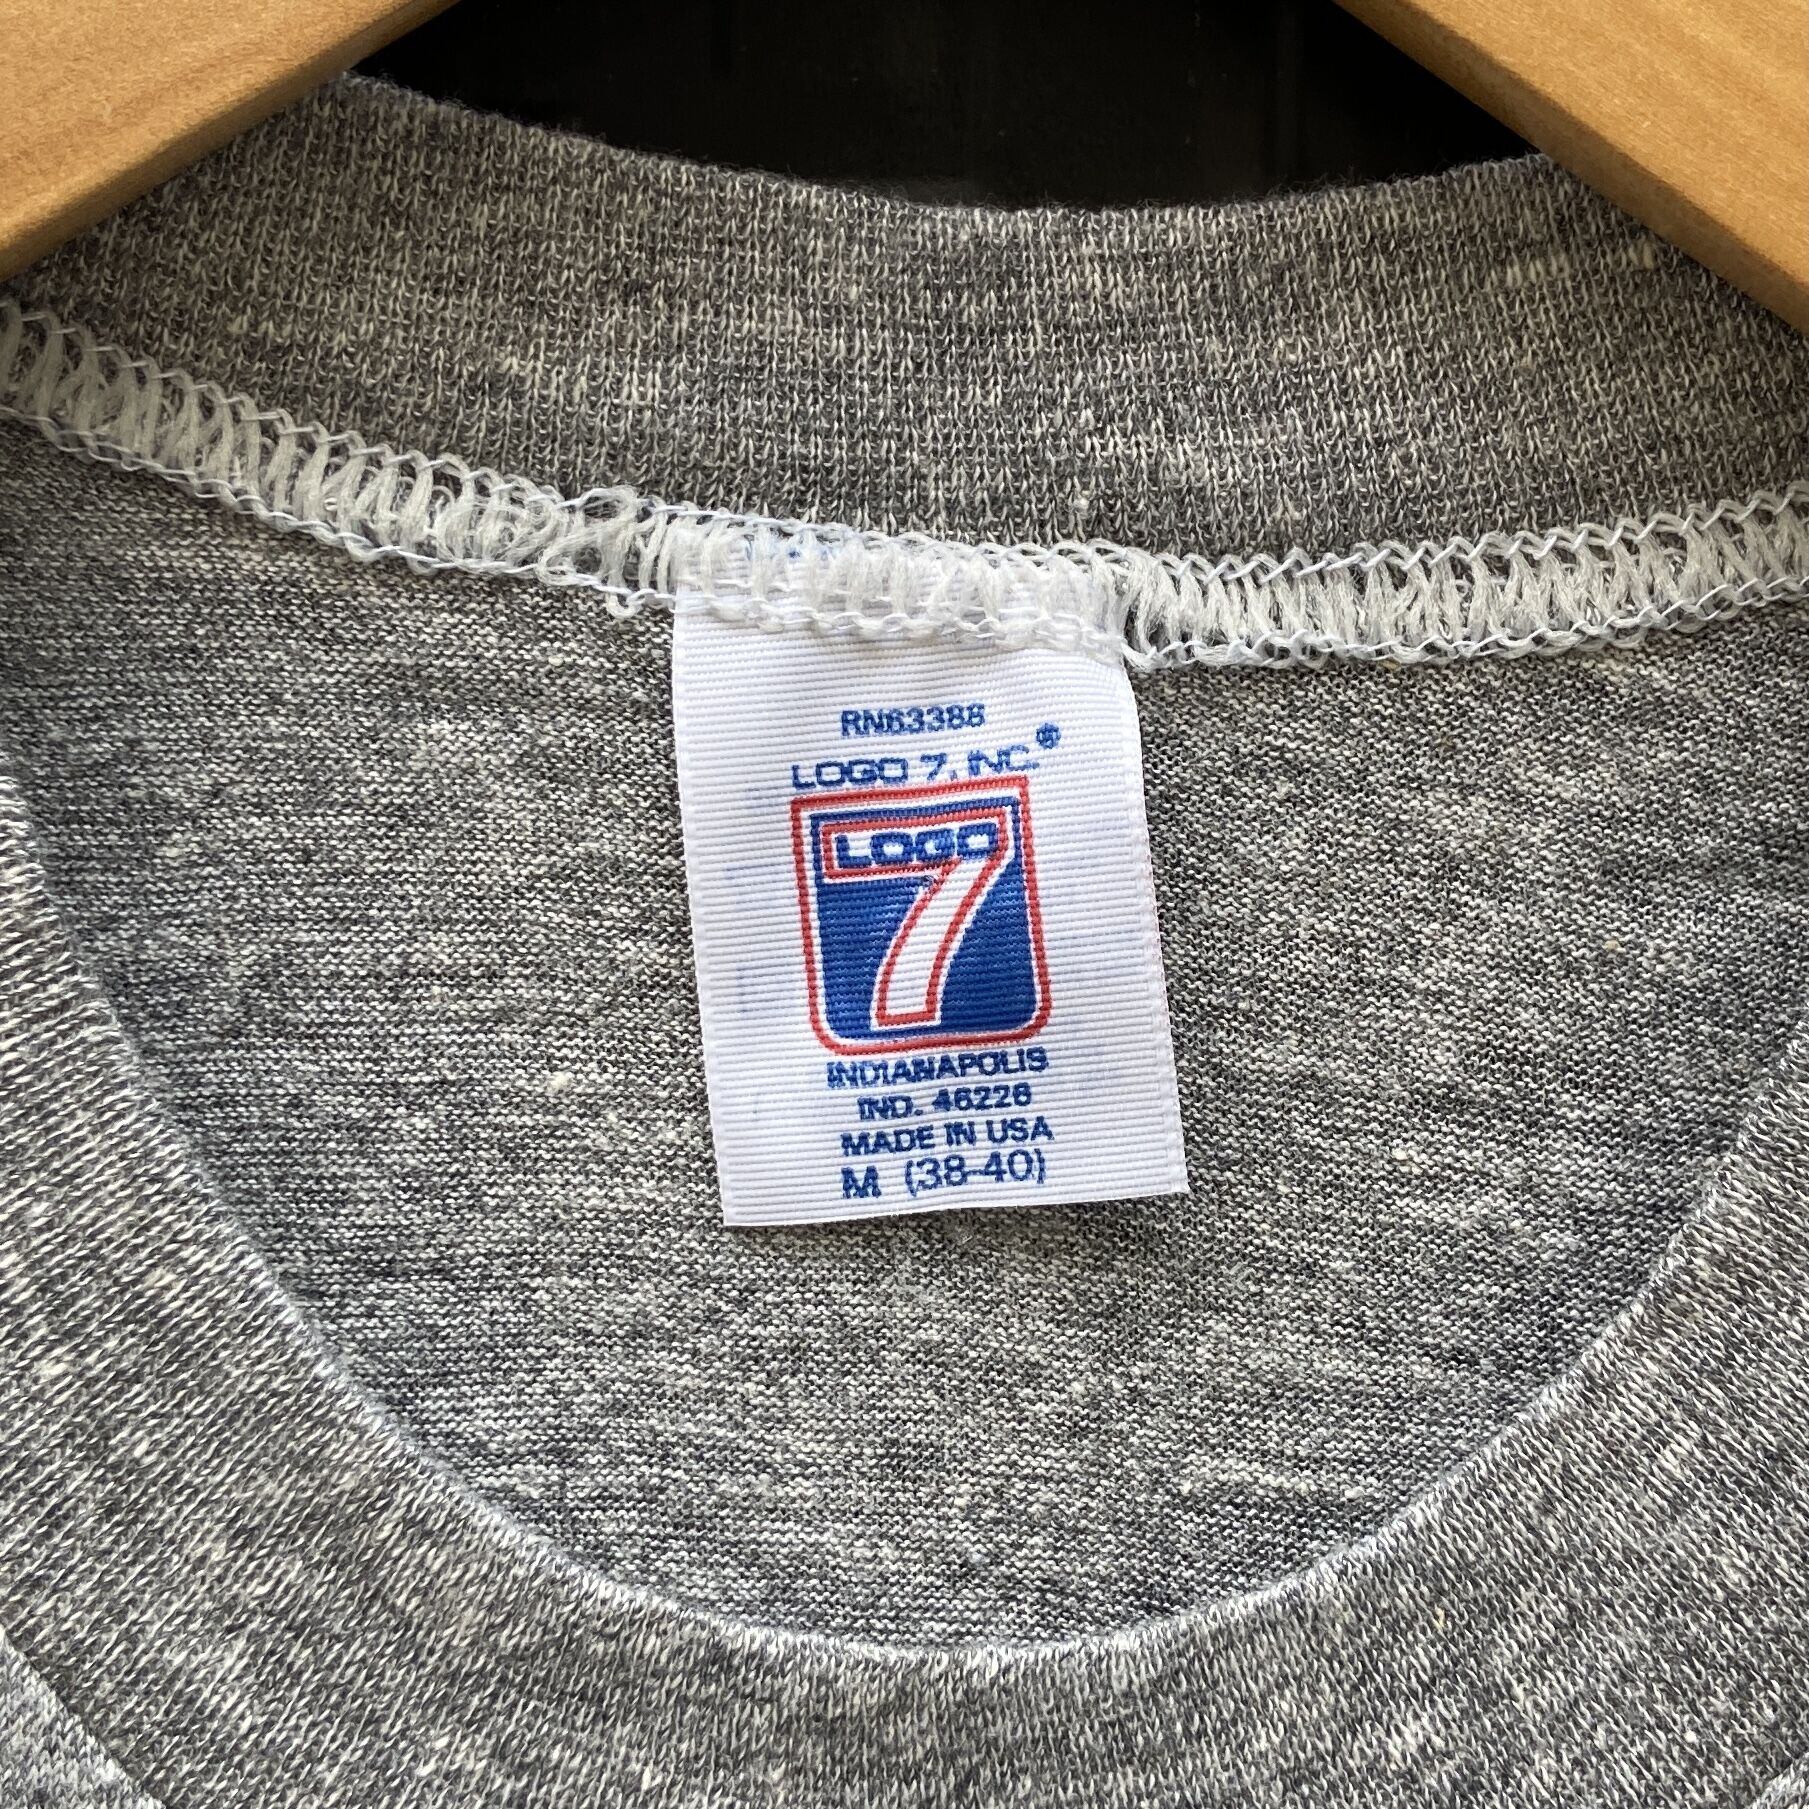 RN63388
LOGO 7, INC.®
LOGO
7
INDIANAPOLIS
IND. 46226
MADE IN USA
M (38-40)